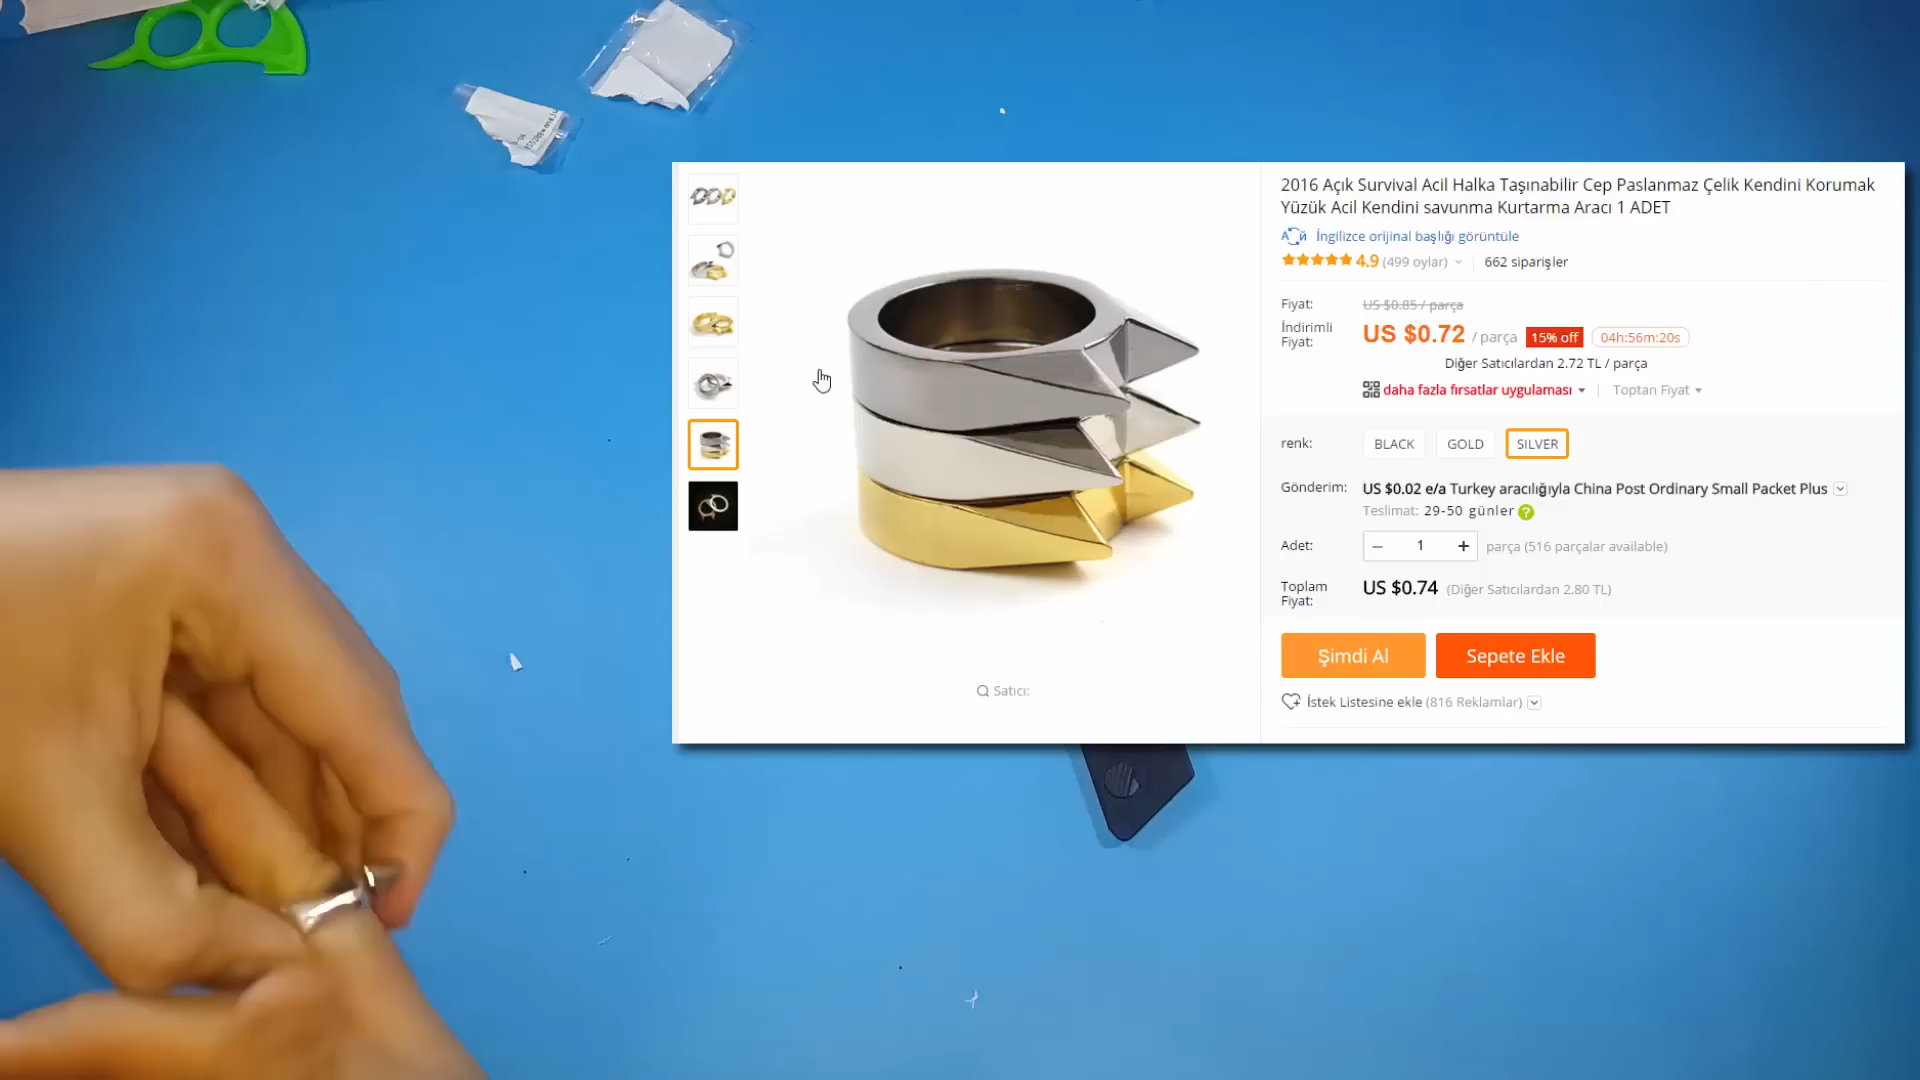 2016 Açık Survival Acil Halka Taşınabilir Cep Paslanmaz Çelik Kendini Korumak
Yüzük Acil Kendini savunma Kurtarma Aracı 1 ADET
İngilizce orijinal başlığı görüntüle
4.9 (499 oylar) 662 siparişler
Fiyat: US $0.85 / parça
İndirimli
Fiyat:
US $0.72 / parça 15% off 04h:56m:20s
Diğer Satıcılardan 2.72 TL / parça
daha fazla fırsatlar uygulaması Toptan Fiyat
renk: BLACK GOLD SILVER
Gönderim: US $0.02 e/a Turkey aracılığıyla China Post Ordinary Small Packet Plus
Teslimat: 29-50 günler ?
Adet: – 1 + parça (516 parçalar available)
Toplam
Fiyat:
US $0.74 (Diğer Satıcılardan 2.80 TL)
Şimdi Al Sepete Ekle
Satıcı:
İstek Listesine ekle (816 Reklamlar)